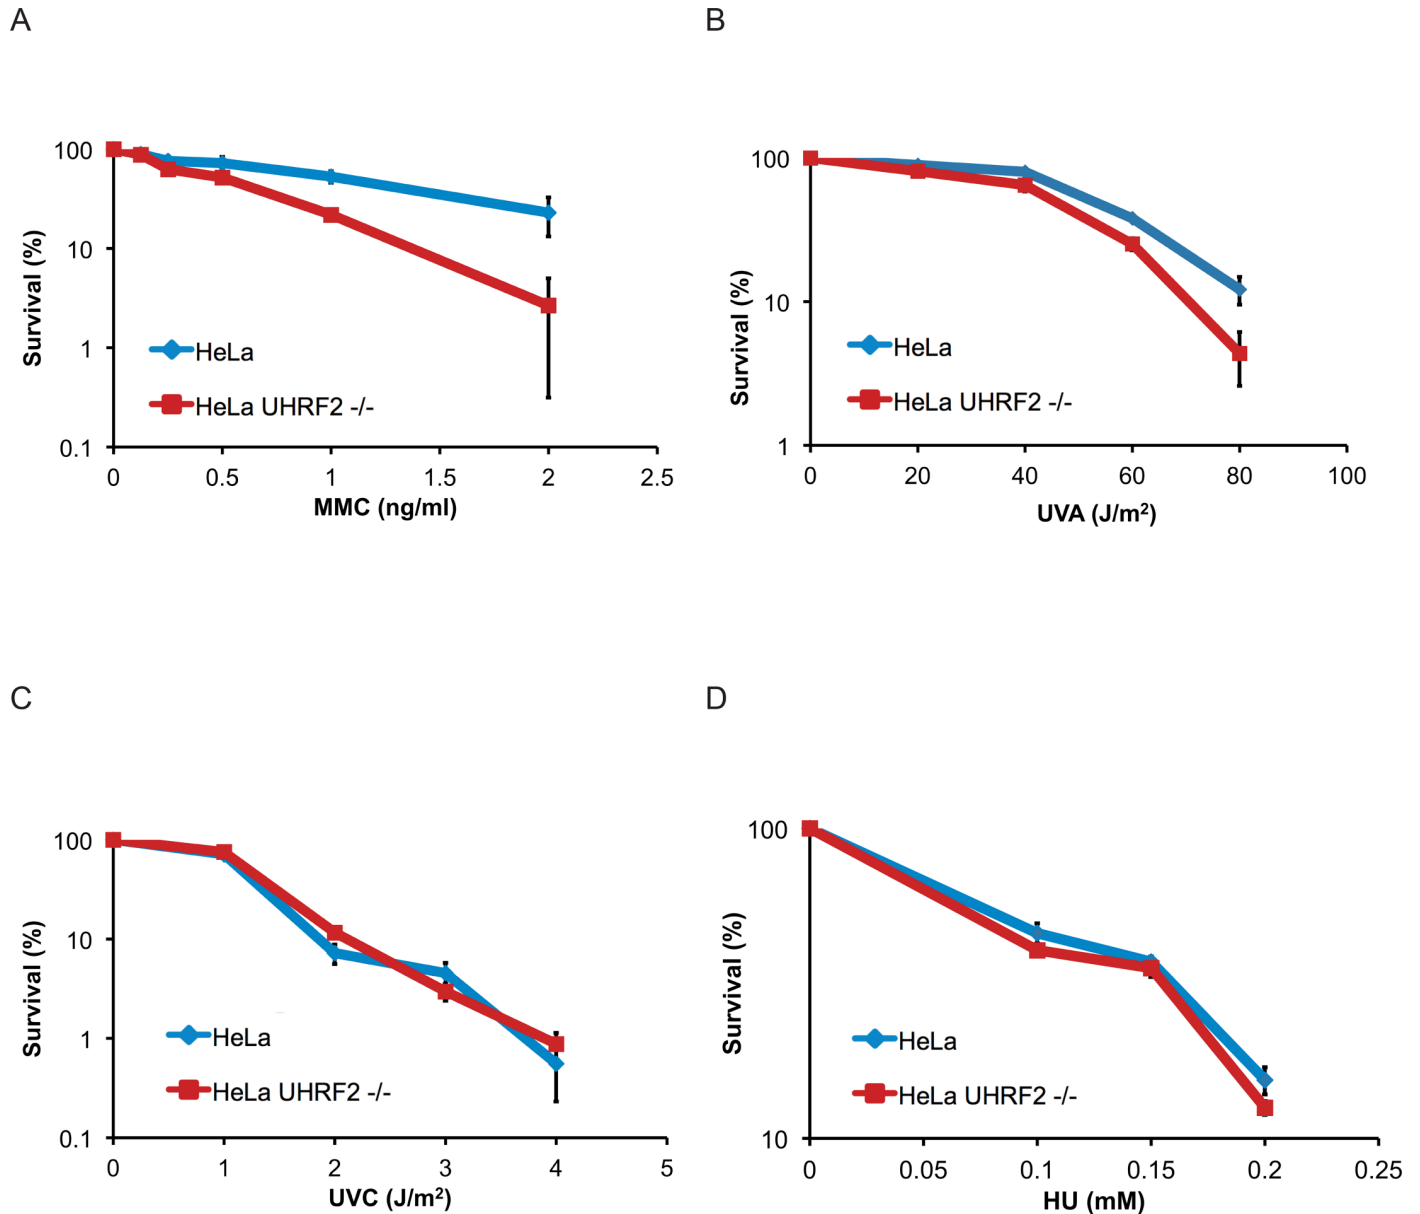 A
Survival (%)
100
10
1
0.1
HeLa
HeLa UHRF2 -/-
0 0.5 1 1.5 2 2.5
MMC (ng/ml)
B
Survival (%)
100
10
1
HeLa
HeLa UHRF2 -/-
0 20 40 60 80 100
UVA (J/m²)
C
Survival (%)
100
10
1
0.1
HeLa
HeLa UHRF2 -/-
0 1 2 3 4 5
UVC (J/m²)
D
Survival (%)
100
10
HeLa
HeLa UHRF2 -/-
0 0.05 0.1 0.15 0.2 0.25
HU (mM)